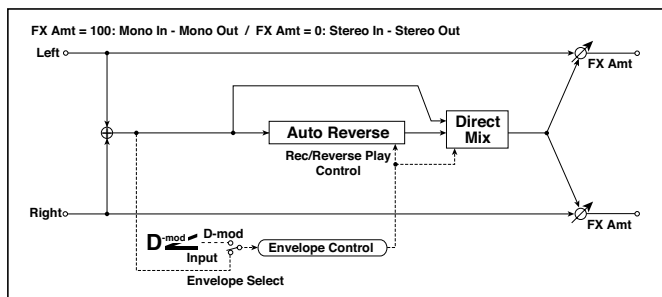 FX Amt = 100: Mono In - Mono Out / FX Amt = 0: Stereo In - Stereo Out
Left
FX Amt
Auto Reverse
Direct
Mix
Rec/Reverse Play
Control
Right
FX Amt
D-mod
D-mod
Input
Envelope Control
Envelope Select